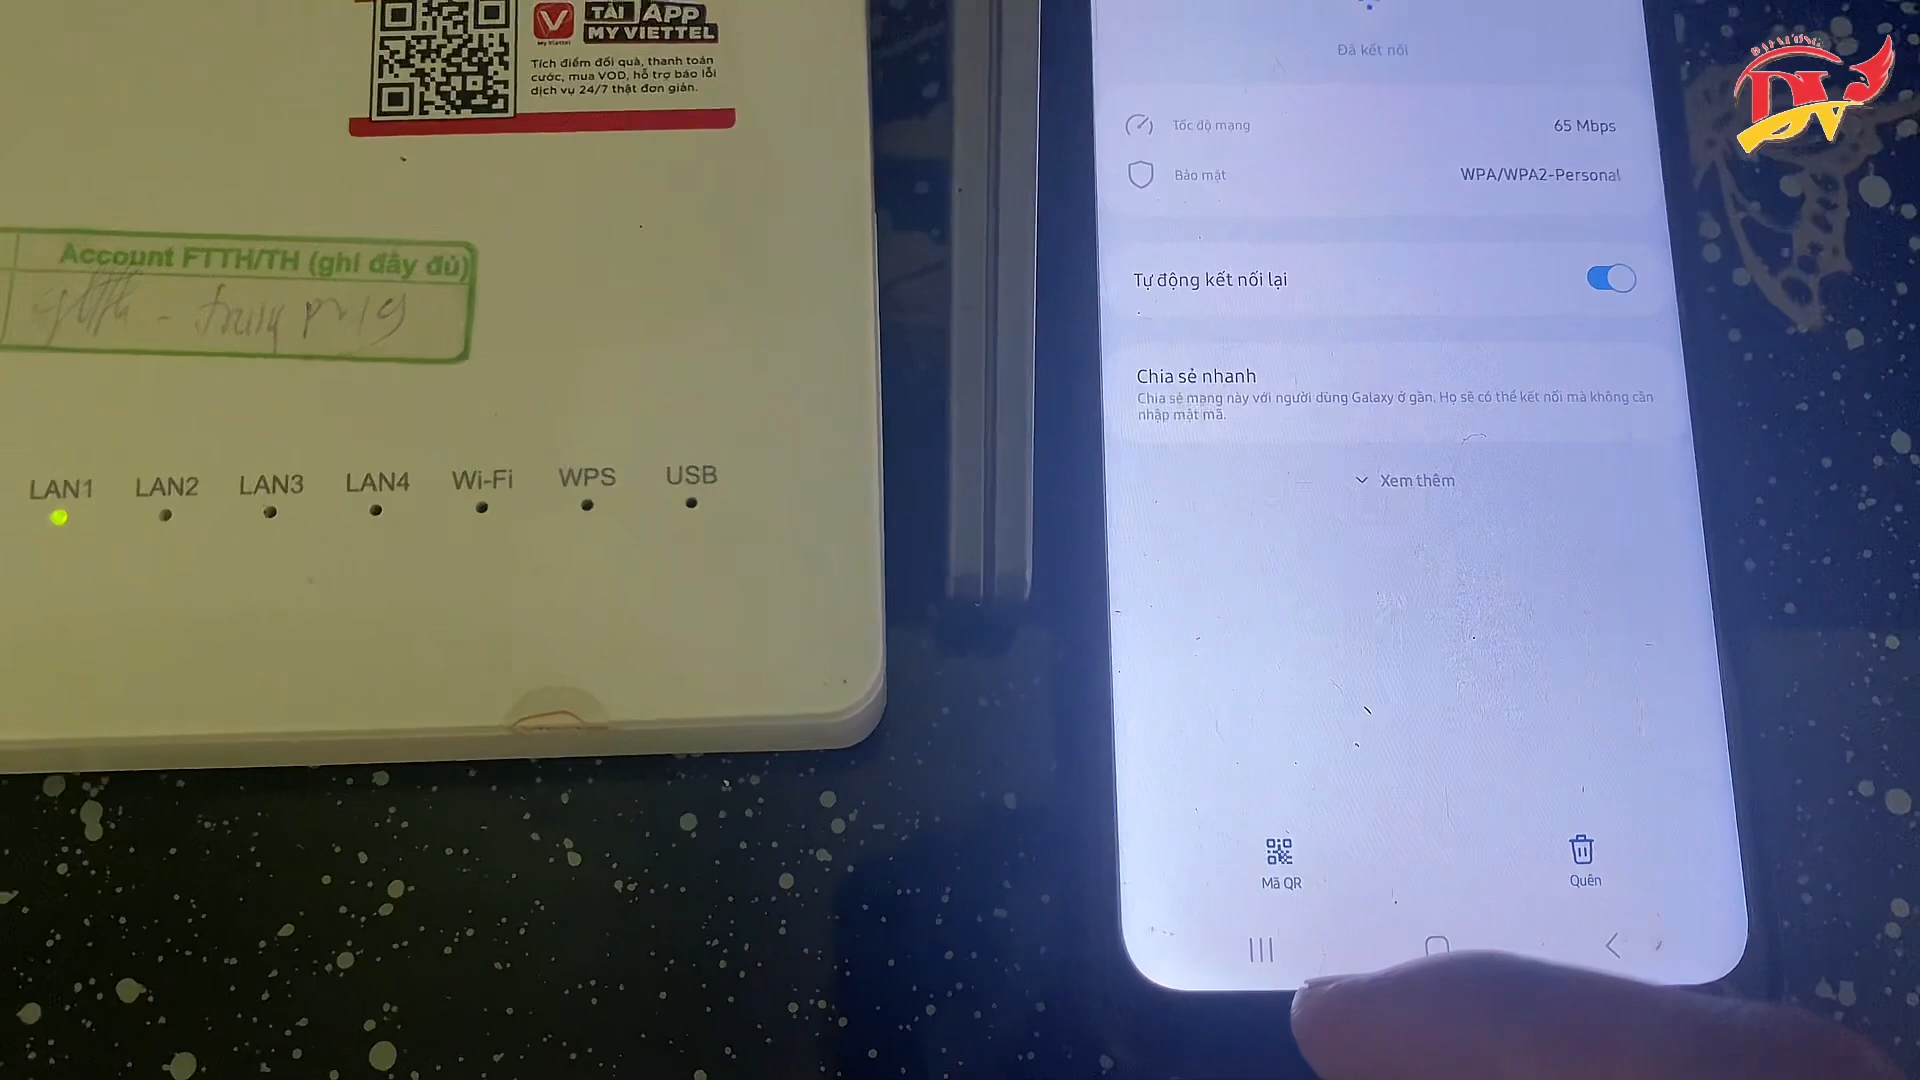 TẢI APP
MY VIETTEL
My Viettel
Tích điểm đổi quà, thanh toán
cước, mua VOD, hỗ trợ báo lỗi
dịch vụ 24/7 thật đơn giản.
Account FTTH/TH (ghi đầy đủ)
LAN1 LAN2 LAN3 LAN4 Wi-Fi WPS USB
Đã kết nối
Tốc độ mạng 65 Mbps
Bảo mật WPA/WPA2-Personal
Tự động kết nối lại
Chia sẻ nhanh
Chia sẻ mạng này với người dùng Galaxy ở gần. Họ sẽ có thể kết nối mà không cần
nhập mật mã.
Xem thêm
Mã QR Quên